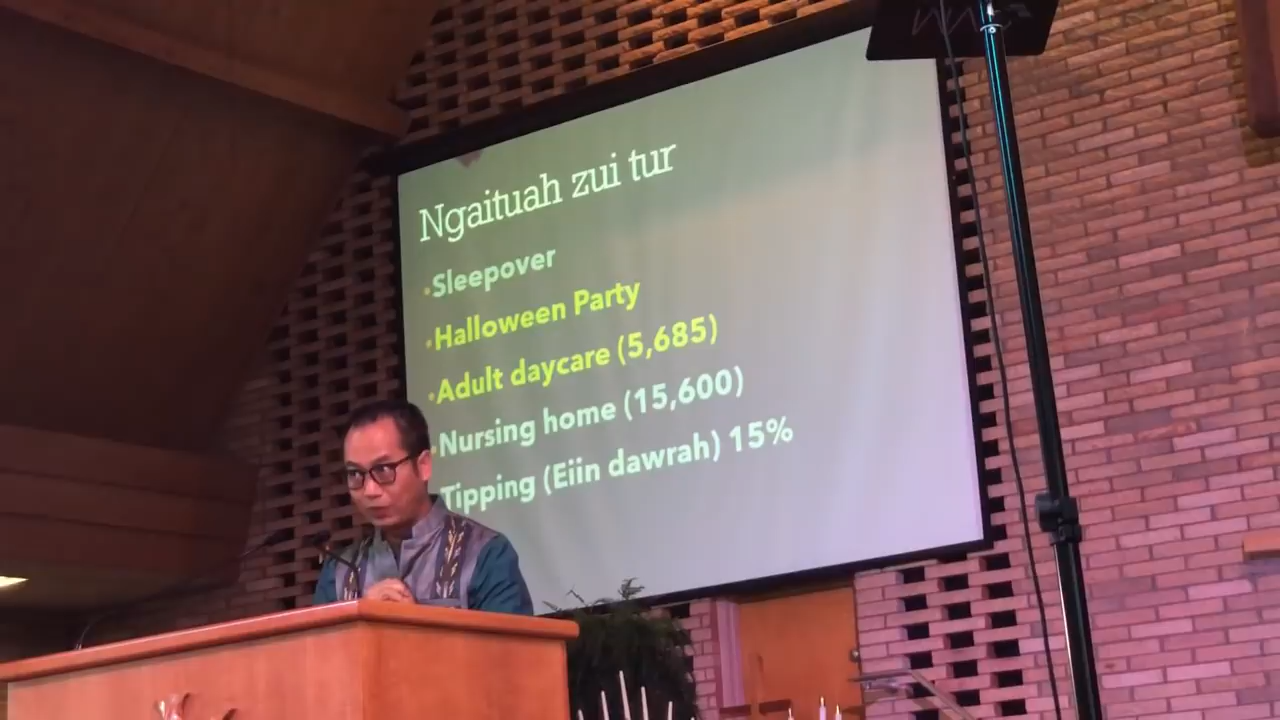 Ngaituah zui tur
•Sleepover
•Halloween Party
•Adult daycare (5,685)
•Nursing home (15,600)
Tipping (Eiin dawrah) 15%